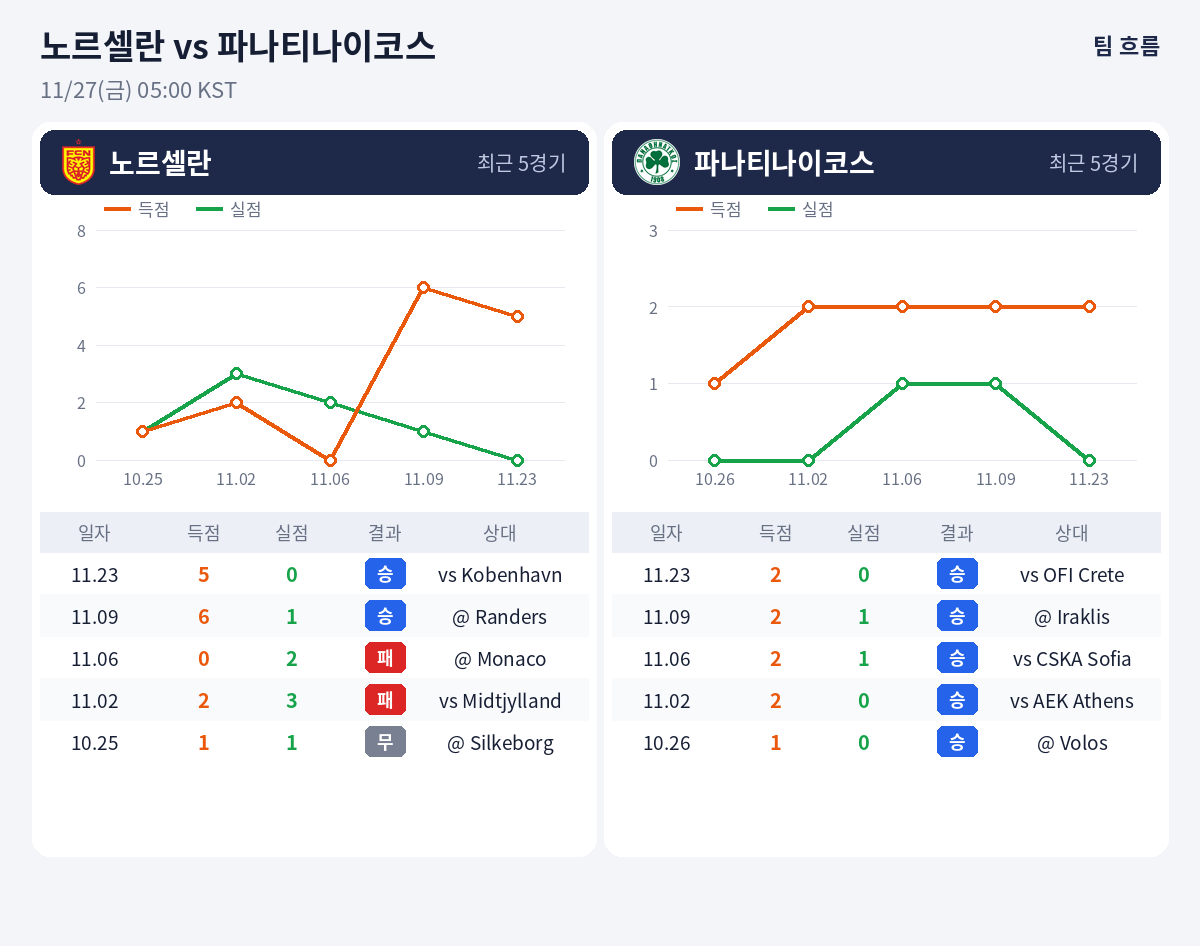 노르셀란 vs 파나티나이코스
팀 흐름
11/27(금) 05:00 KST
FCN
노르셀란
최근 5경기
득점 실점
8
6
4
2
0
10.25 11.02 11.06 11.09 11.23
일자 득점 실점 결과 상대
11.23 5 0 승 vs Kobenhavn
11.09 6 1 승 @ Randers
11.06 0 2 패 @ Monaco
11.02 2 3 패 vs Midtjylland
10.25 1 1 무 @ Silkeborg
1908
파나티나이코스
최근 5경기
득점 실점
3
2
1
0
10.26 11.02 11.06 11.09 11.23
일자 득점 실점 결과 상대
11.23 2 0 승 vs OFI Crete
11.09 2 1 승 @ Iraklis
11.06 2 1 승 vs CSKA Sofia
11.02 2 0 승 vs AEK Athens
10.26 1 0 승 @ Volos